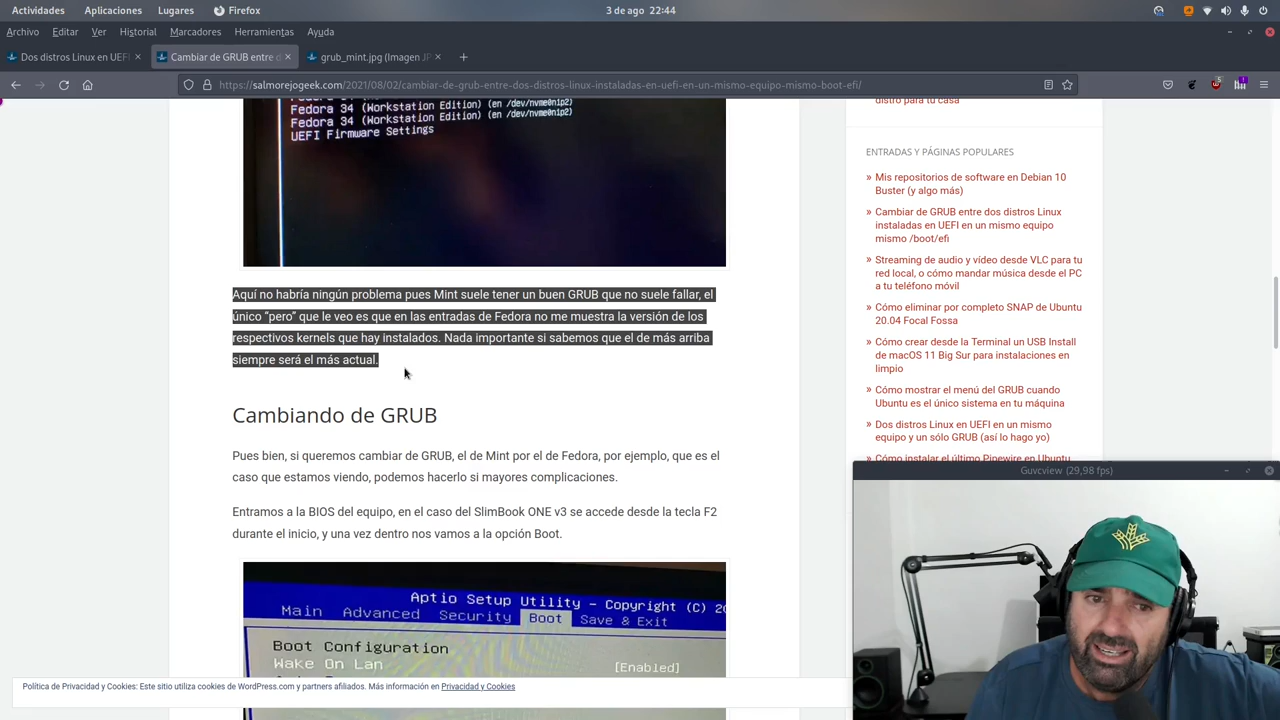 Actividades
Aplicaciones
Lugares
Firefox
3 de ago 22:44
Archivo
Editar
Ver
Historial
Marcadores
Herramientas
Ayuda
Dos distros Linux en UEFI
Cambiar de GRUB entre d
grub_mint.jpg (Imagen JP
https://salmorejogeek.com/2021/08/02/cambiar-de-grub-entre-dos-distros-linux-instaladas-en-uefi-en-un-mismo-equipo-mismo-boot-efi/
Fedora 34 (Workstation Edition) (en /dev/nvme0n1p2)
Fedora 34 (Workstation Edition) (en /dev/nvme0n1p2)
UEFI Firmware Settings
Aquí no habría ningún problema pues Mint suele tener un buen GRUB que no suele fallar, el
único “pero” que le veo es que en las entradas de Fedora no me muestra la versión de los
respectivos kernels que hay instalados. Nada importante si sabemos que el de más arriba
siempre será el más actual.
Cambiando de GRUB
Pues bien, si queremos cambiar de GRUB, el de Mint por el de Fedora, por ejemplo, que es el
caso que estamos viendo, podemos hacerlo si mayores complicaciones.
Entramos a la BIOS del equipo, en el caso del SlimBook ONE v3 se accede desde la tecla F2
durante el inicio, y una vez dentro nos vamos a la opción Boot.
Aptio Setup Utility – Copyright (C) 20
Main Advanced Security Boot Save & Exit
Boot Configuration
Wake On Lan
[Enabled]
Política de Privacidad y Cookies: Este sitio utiliza cookies de WordPress.com y partners afiliados. Más información en Privacidad y Cookies
distro para tu casa
ENTRADAS Y PÁGINAS POPULARES
» Mis repositorios de software en Debian 10
Buster (y algo más)
» Cambiar de GRUB entre dos distros Linux
instaladas en UEFI en un mismo equipo
mismo /boot/efi
» Streaming de audio y vídeo desde VLC para tu
red local, o cómo mandar música desde el PC
a tu teléfono móvil
» Cómo eliminar por completo SNAP de Ubuntu
20.04 Focal Fossa
» Cómo crear desde la Terminal un USB Install
de macOS 11 Big Sur para instalaciones en
limpio
» Cómo mostrar el menú del GRUB cuando
Ubuntu es el único sistema en tu máquina
» Dos distros Linux en UEFI en un mismo
equipo y un sólo GRUB (así lo hago yo)
» Cómo instalar el último Pipewire en Ubuntu
Guvcview (29,98 fps)